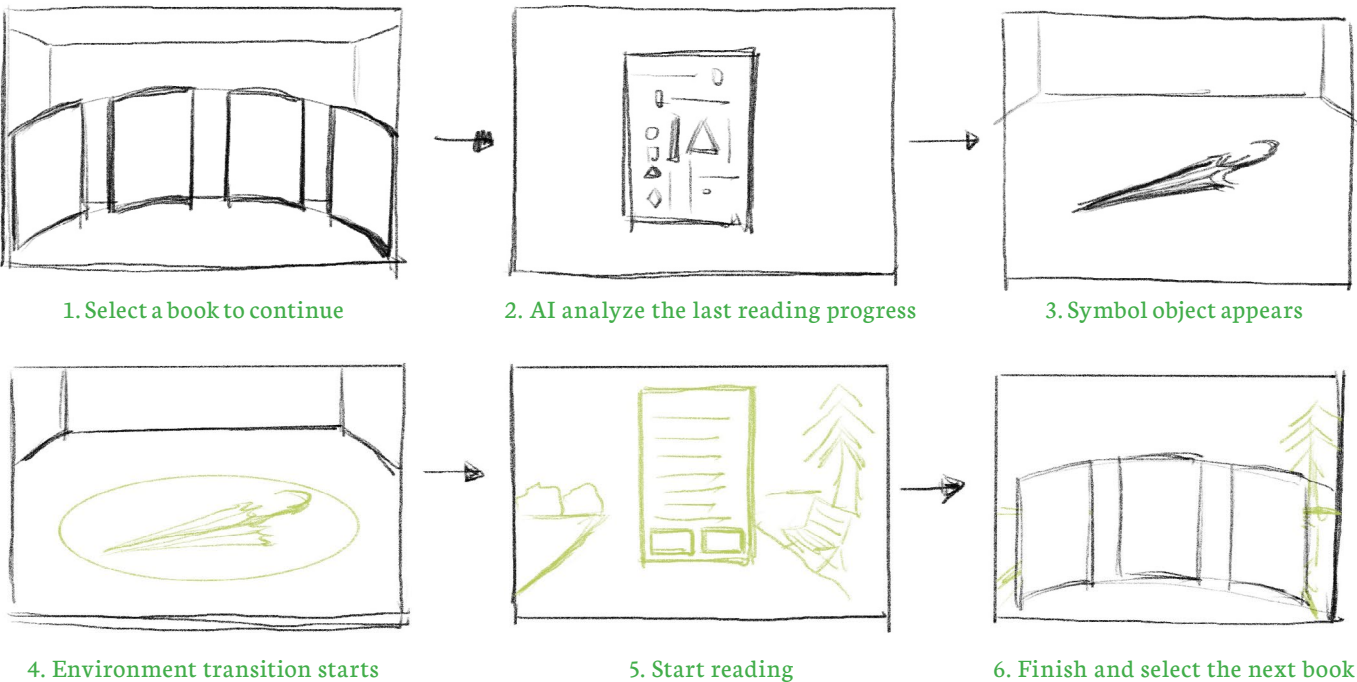 1. Select a book to continue
2. AI analyze the last reading progress
3. Symbol object appears
4. Environment transition starts
5. Start reading
6. Finish and select the next book